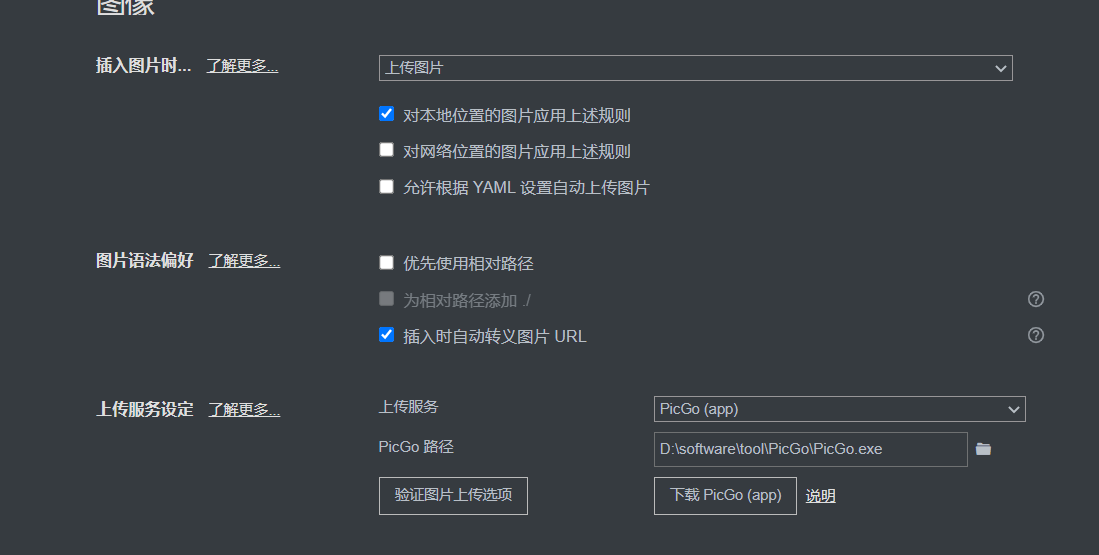 图像
插入图片时... 了解更多... 上传图片
对本地位置的图片应用上述规则
对网络位置的图片应用上述规则
允许根据 YAML 设置自动上传图片
图片语法偏好 了解更多... 优先使用相对路径
为相对路径添加 ./
插入时自动转义图片 URL
上传服务设定 了解更多... 上传服务 PicGo (app)
PicGo 路径 D:\software\tool\PicGo\PicGo.exe
验证图片上传选项 下载 PicGo (app) 说明